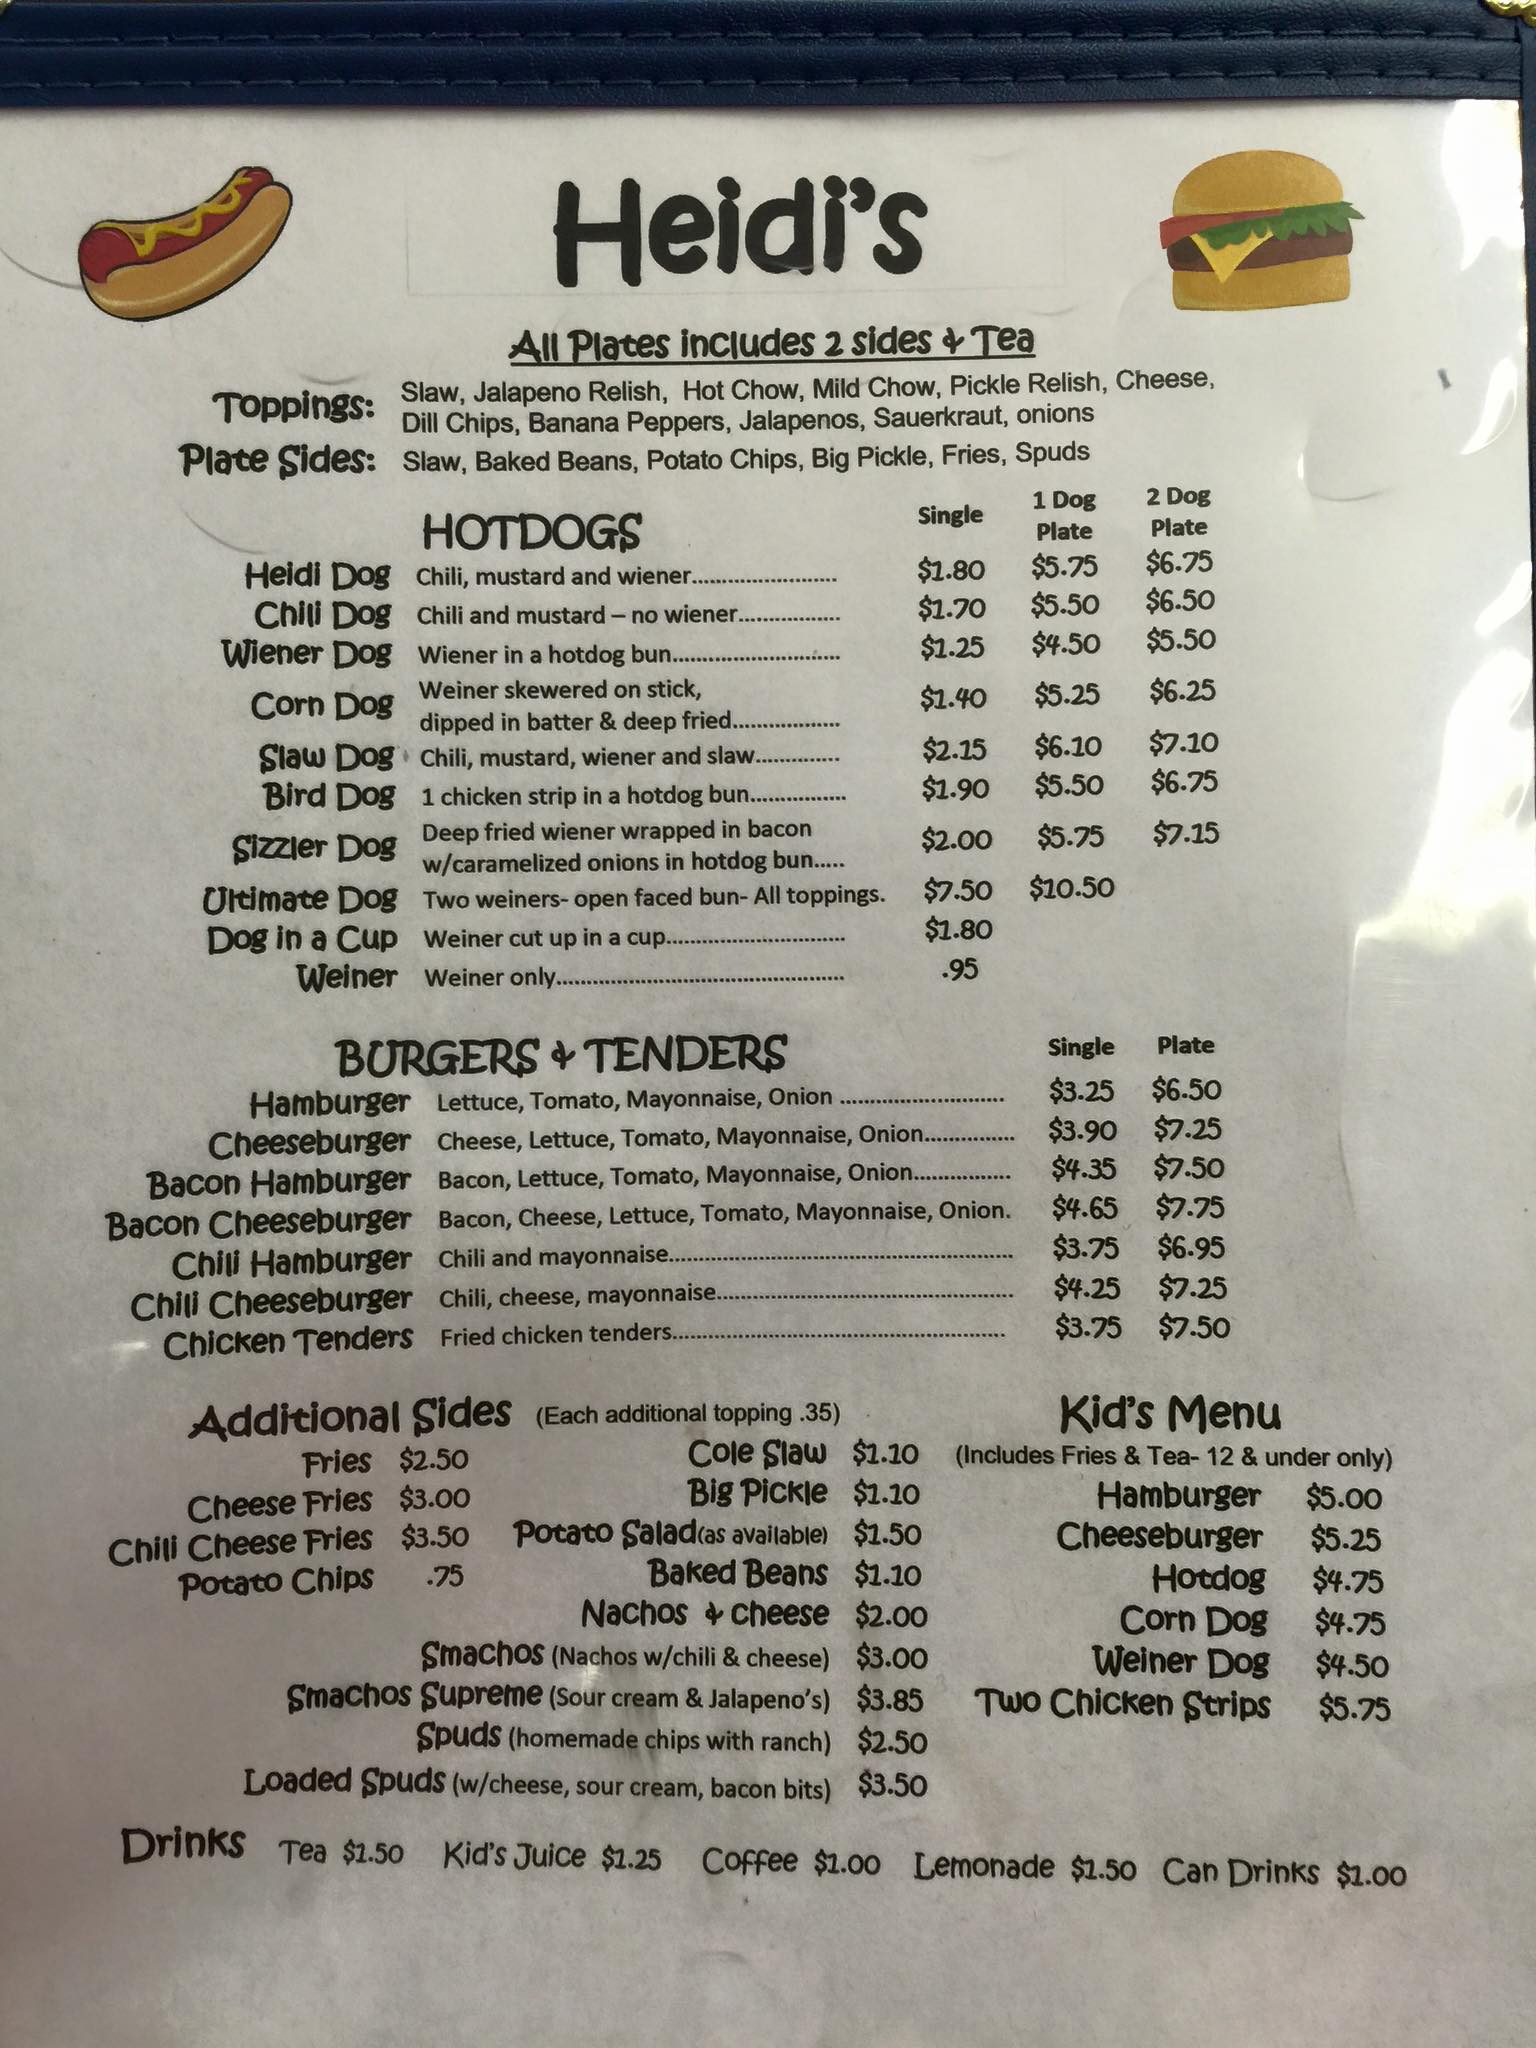 Heidi's
All Plates includes 2 sides & Tea
Toppings: Slaw, Jalapeno Relish, Hot Chow, Mild Chow, Pickle Relish, Cheese,
Dill Chips, Banana Peppers, Jalapenos, Sauerkraut, onions
Plate Sides: Slaw, Baked Beans, Potato Chips, Big Pickle, Fries, Spuds
HOTDOGS Single 1 Dog Plate 2 Dog Plate
Heidi Dog Chili, mustard and wiener........................ $1.80 $5.75 $6.75
Chili Dog Chili and mustard – no wiener................. $1.70 $5.50 $6.50
Wiener Dog Wiener in a hotdog bun............................ $1.25 $4.50 $5.50
Corn Dog Weiner skewered on stick,
dipped in batter & deep fried.................. $1.40 $5.25 $6.25
Slaw Dog Chili, mustard, wiener and slaw.............. $2.15 $6.10 $7.10
Bird Dog 1 chicken strip in a hotdog bun................ $1.90 $5.50 $6.75
Sizzler Dog Deep fried wiener wrapped in bacon
w/caramelized onions in hotdog bun..... $2.00 $5.75 $7.15
Ultimate Dog Two weiners- open faced bun- All toppings. $7.50 $10.50
Dog in a Cup Weiner cut up in a cup.............................. $1.80
Weiner Weiner only................................................ .95
BURGERS & TENDERS Single Plate
Hamburger Lettuce, Tomato, Mayonnaise, Onion ............................ $3.25 $6.50
Cheeseburger Cheese, Lettuce, Tomato, Mayonnaise, Onion............... $3.90 $7.25
Bacon Hamburger Bacon, Lettuce, Tomato, Mayonnaise, Onion................ $4.35 $7.50
Bacon Cheeseburger Bacon, Cheese, Lettuce, Tomato, Mayonnaise, Onion. $4.65 $7.75
Chili Hamburger Chili and mayonnaise.......................................................... $3.75 $6.95
Chili Cheeseburger Chili, cheese, mayonnaise.................................................. $4.25 $7.25
Chicken Tenders Fried chicken tenders........................................................ $3.75 $7.50
Additional Sides (Each additional topping .35)
Fries $2.50
Cheese Fries $3.00
Chili Cheese Fries $3.50
Potato Chips .75
Cole Slaw $1.10
Big Pickle $1.10
Potato Salad(as available) $1.50
Baked Beans $1.10
Nachos & cheese $2.00
Smachos (Nachos w/chili & cheese) $3.00
Smachos Supreme (Sour cream & Jalapeno's) $3.85
Spuds (homemade chips with ranch) $2.50
Loaded Spuds (w/cheese, sour cream, bacon bits) $3.50
Kid's Menu
(Includes Fries & Tea- 12 & under only)
Hamburger $5.00
Cheeseburger $5.25
Hotdog $4.75
Corn Dog $4.75
Weiner Dog $4.50
Two Chicken Strips $5.75
Drinks Tea $1.50 Kid's Juice $1.25 Coffee $1.00 Lemonade $1.50 Can Drinks $1.00